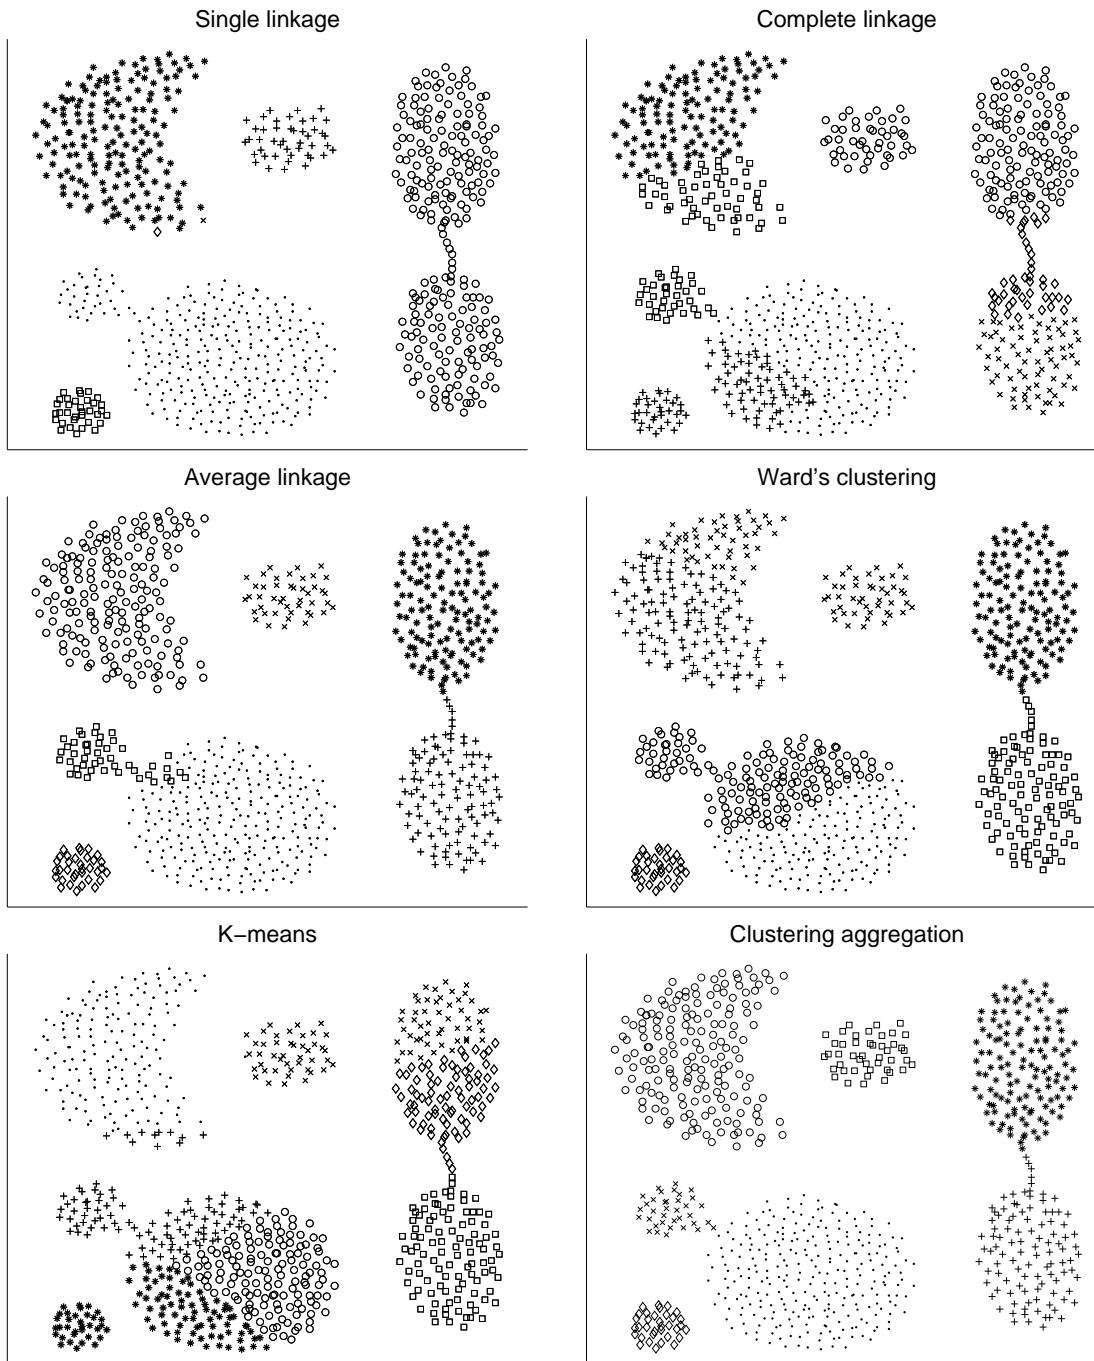 Single linkage
Complete linkage
Average linkage
Ward's clustering
K−means
Clustering aggregation